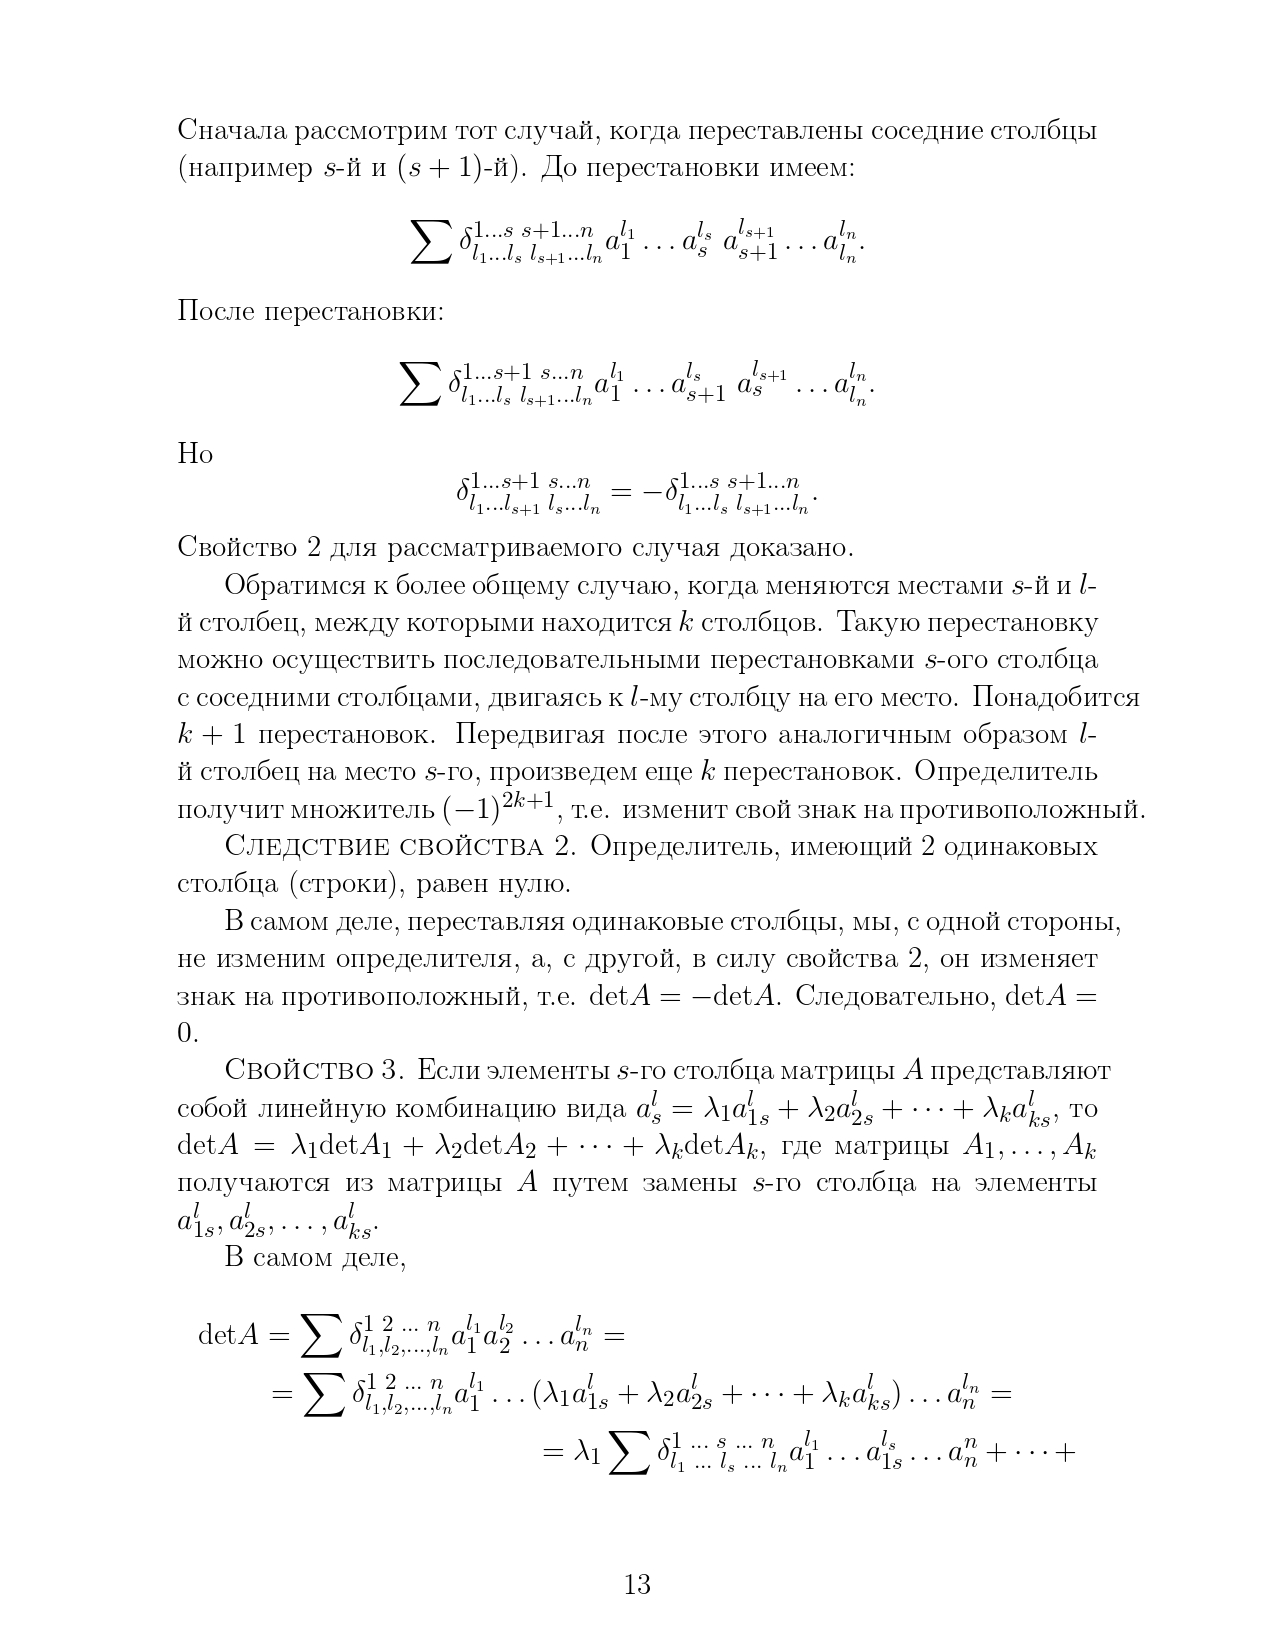 Сначала рассмотрим тот случай, когда переставлены соседние столбцы
(например $s$-й и $(s+1)$-й). До перестановки имеем:
$\sum \delta^{1 \ldots s\ s+1 \ldots n}_{l_1 \ldots l_s\ l_{s+1} \ldots l_n} a_1^{l_1} \ldots a_s^{l_s}\ a_{s+1}^{l_{s+1}} \ldots a_{l_n}^{l_n}.$
После перестановки:
$\sum \delta^{1 \ldots s+1\ s \ldots n}_{l_1 \ldots l_s\ l_{s+1} \ldots l_n} a_1^{l_1} \ldots a_{s+1}^{l_s}\ a_s^{l_{s+1}} \ldots a_{l_n}^{l_n}.$
Но
$\delta^{1 \ldots s+1\ s \ldots n}_{l_1 \ldots l_{s+1}\ l_s \ldots l_n} = -\delta^{1 \ldots s\ s+1 \ldots n}_{l_1 \ldots l_s\ l_{s+1} \ldots l_n}.$
Свойство 2 для рассматриваемого случая доказано.
Обратимся к более общему случаю, когда меняются местами $s$-й и $l$-
й столбец, между которыми находится $k$ столбцов. Такую перестановку
можно осуществить последовательными перестановками $s$-ого столбца
с соседними столбцами, двигаясь к $l$-му столбцу на его место. Понадобится
$k+1$ перестановок. Передвигая после этого аналогичным образом $l$-
й столбец на место $s$-го, произведем еще $k$ перестановок. Определитель
получит множитель $(-1)^{2k+1}$, т.е. изменит свой знак на противоположный.
Следствие свойства 2. Определитель, имеющий 2 одинаковых
столбца (строки), равен нулю.
В самом деле, переставляя одинаковые столбцы, мы, с одной стороны,
не изменим определителя, а, с другой, в силу свойства 2, он изменяет
знак на противоположный, т.е. $\det A = -\det A$. Следовательно, $\det A =$
0.
Свойство 3. Если элементы $s$-го столбца матрицы $A$ представляют
собой линейную комбинацию вида $a_s^l = \lambda_1 a_{1s}^l + \lambda_2 a_{2s}^l + \cdots + \lambda_k a_{ks}^l$, то
$\det A = \lambda_1 \det A_1 + \lambda_2 \det A_2 + \cdots + \lambda_k \det A_k$, где матрицы $A_1, \ldots, A_k$
получаются из матрицы $A$ путем замены $s$-го столбца на элементы
$a_{1s}^l, a_{2s}^l, \ldots, a_{ks}^l$.
В самом деле,
$\det A = \sum \delta^{1\ 2\ \ldots\ n}_{l_1, l_2, \ldots, l_n} a_1^{l_1} a_2^{l_2} \ldots a_n^{l_n} =$
$= \sum \delta^{1\ 2\ \ldots\ n}_{l_1, l_2, \ldots, l_n} a_1^{l_1} \ldots (\lambda_1 a_{1s}^l + \lambda_2 a_{2s}^l + \cdots + \lambda_k a_{ks}^l) \ldots a_n^{l_n} =$
$= \lambda_1 \sum \delta^{1\ \ldots\ s\ \ldots\ n}_{l_1\ \ldots\ l_s\ \ldots\ l_n} a_1^{l_1} \ldots a_{1s}^{l_s} \ldots a_n^n + \cdots +$
13